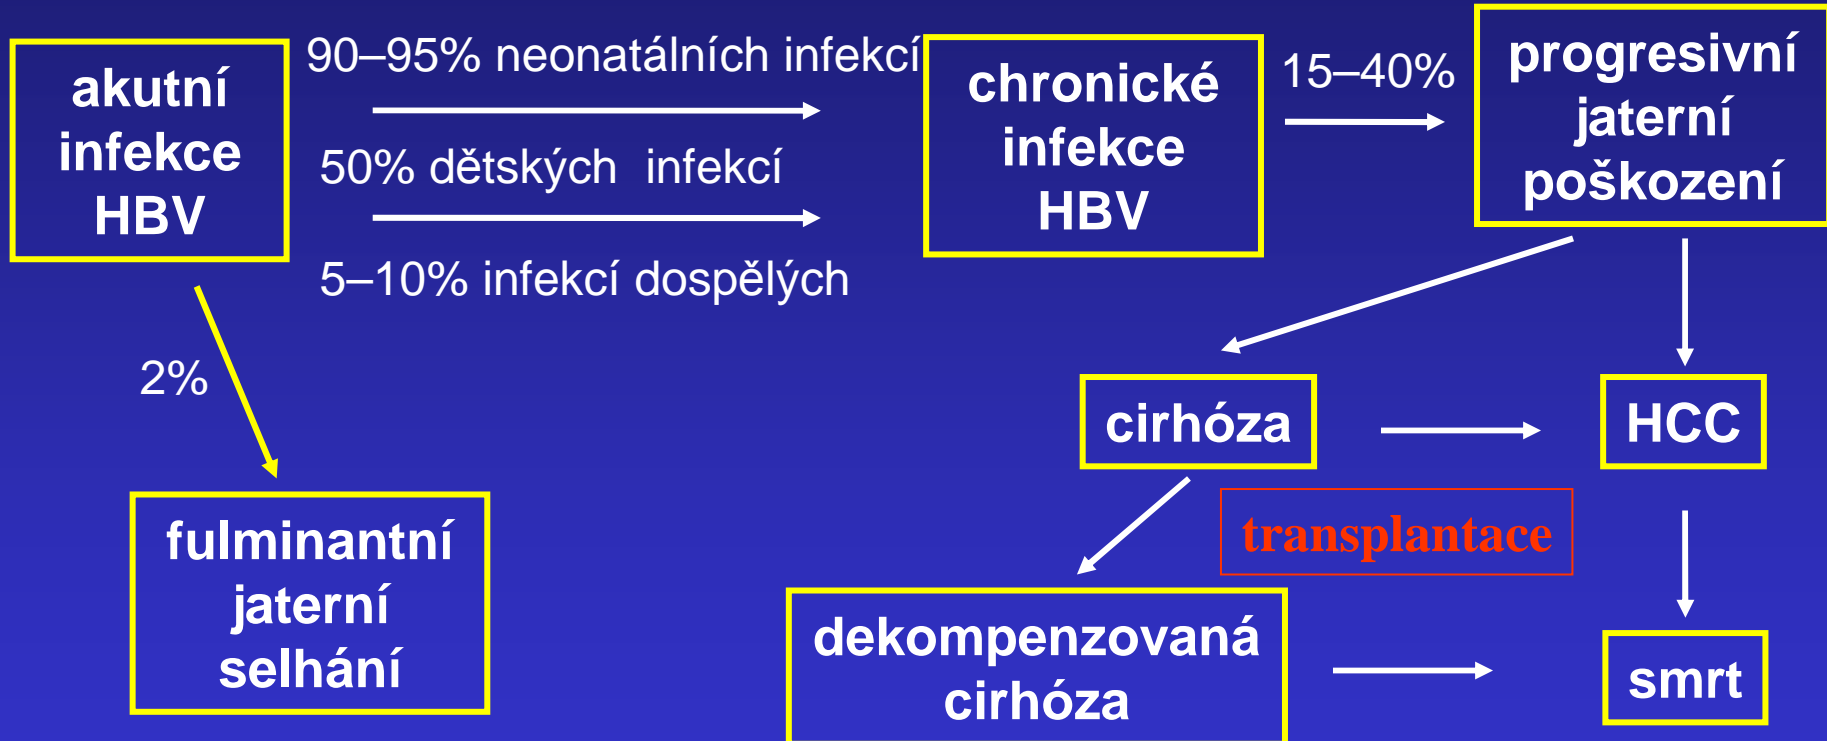 akutní
infekce
HBV
90–95% neonatálních infekcí
50% dětských infekcí
5–10% infekcí dospělých
chronické
infekce
HBV
15–40%
progresivní
jaterní
poškození
2%
fulminantní
jaterní
selhání
cirhóza
HCC
transplantace
dekompenzovaná
cirhóza
smrt